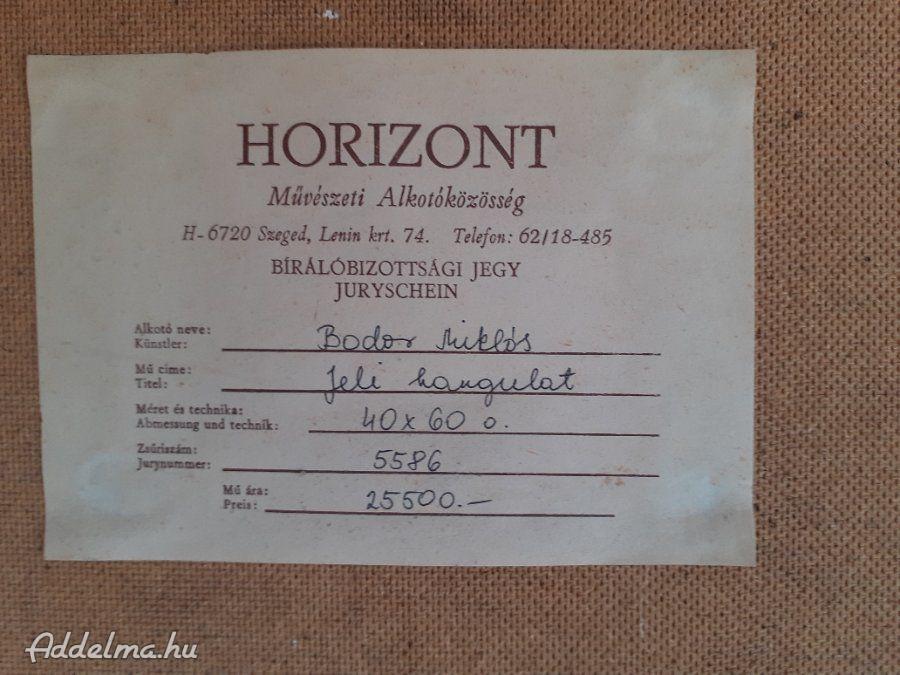 HORIZONT
Művészeti Alkotóközösség
H-6720 Szeged, Lenin krt. 74. Telefon: 62/18-485
BÍRÁLÓBIZOTTSÁGI JEGY
JURYSCHEIN
Alkotó neve:
Künstler: Bodor Miklós
Mű címe:
Titel: Jeli hangulat
Méret és technika:
Abmessung und technik: 40x60 o.
Zsűriszám:
Jurynummer: 5586
Mű ára:
Preis: 25500.—
Addelma.hu